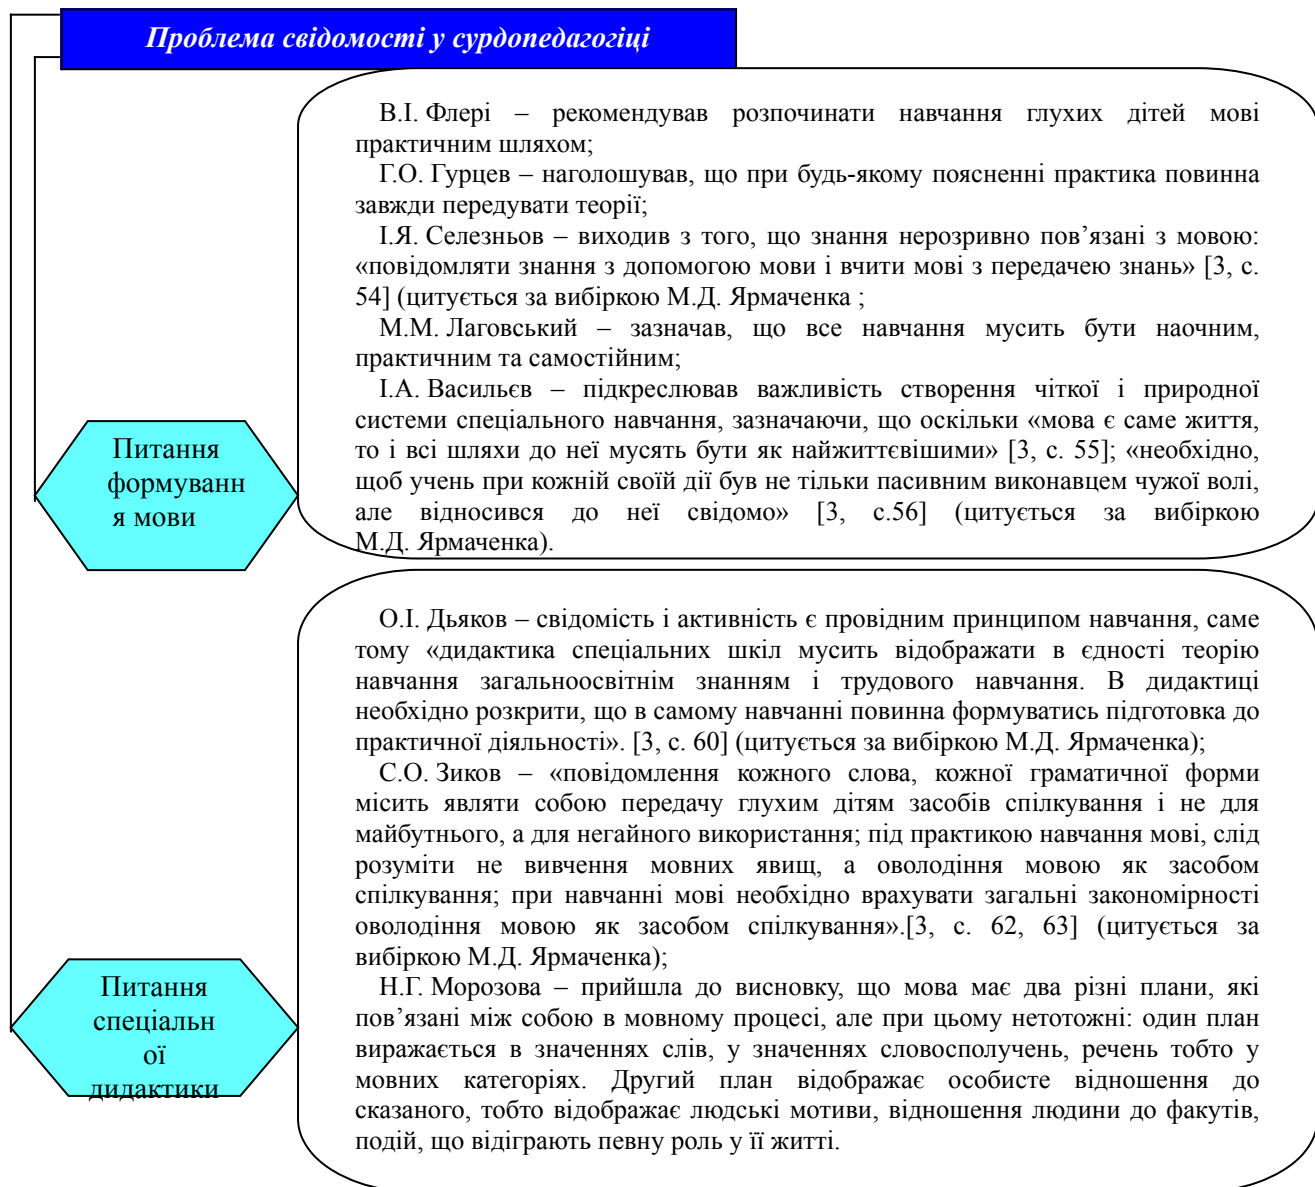 Проблема свідомості у сурдопедагогіці
В.І. Флері – рекомендував розпочинати навчання глухих дітей мові
практичним шляхом;
Г.О. Гурцев – наголошував, що при будь-якому поясненні практика повинна
завжди передувати теорії;
І.Я. Селезньов – виходив з того, що знання нерозривно пов’язані з мовою:
«повідомляти знання з допомогою мови і вчити мові з передачею знань» [3, с.
54] (цитується за вибіркою М.Д. Ярмаченка ;
М.М. Лаговський – зазначав, що все навчання мусить бути наочним,
практичним та самостійним;
І.А. Васильєв – підкреслював важливість створення чіткої і природної
системи спеціального навчання, зазначаючи, що оскільки «мова є саме життя,
то і всі шляхи до неї мусять бути як найжиттєвішими» [3, с. 55]; «необхідно,
щоб учень при кожній своїй дії був не тільки пасивним виконавцем чужої волі,
але відносився до неї свідомо» [3, с.56] (цитується за вибіркою
М.Д. Ярмаченка).
Питання
формуванн
я мови
О.І. Дьяков – свідомість і активність є провідним принципом навчання, саме
тому «дидактика спеціальних шкіл мусить відображати в єдності теорію
навчання загальноосвітнім знанням і трудового навчання. В дидактиці
необхідно розкрити, що в самому навчанні повинна формуватись підготовка до
практичної діяльності». [3, с. 60] (цитується за вибіркою М.Д. Ярмаченка);
С.О. Зиков – «повідомлення кожного слова, кожної граматичної форми
місить являти собою передачу глухим дітям засобів спілкування і не для
майбутнього, а для негайного використання; під практикою навчання мові, слід
розуміти не вивчення мовних явищ, а оволодіння мовою як засобом
спілкування; при навчанні мові необхідно врахувати загальні закономірності
оволодіння мовою як засобом спілкування».[3, с. 62, 63] (цитується за
вибіркою М.Д. Ярмаченка);
Н.Г. Морозова – прийшла до висновку, що мова має два різні плани, які
пов’язані між собою в мовному процесі, але при цьому нетотожні: один план
виражається в значеннях слів, у значеннях словосполучень, речень тобто у
мовних категоріях. Другий план відображає особисте відношення до
сказаного, тобто відображає людські мотиви, відношення людини до факутів,
подій, що відіграють певну роль у її житті.
Питання
спеціальн
ої
дидактики